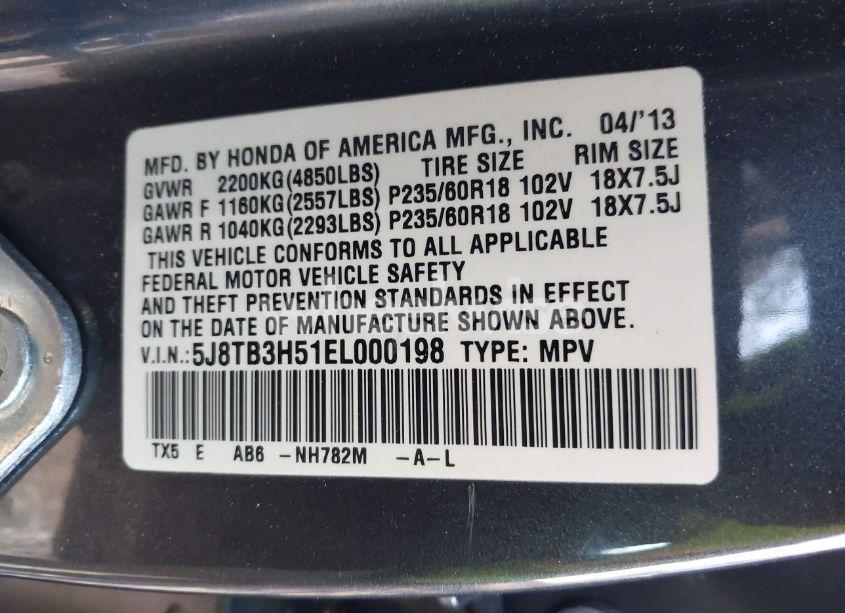 MFD. BY HONDA OF AMERICA MFG., INC. 04/'13
GVWR 2200KG(4850LBS) TIRE SIZE RIM SIZE
GAWR F 1160KG(2557LBS) P235/60R18 102V 18X7.5J
GAWR R 1040KG(2293LBS) P235/60R18 102V 18X7.5J
THIS VEHICLE CONFORMS TO ALL APPLICABLE
FEDERAL MOTOR VEHICLE SAFETY
AND THEFT PREVENTION STANDARDS IN EFFECT
ON THE DATE OF MANUFACTURE SHOWN ABOVE.
V.I.N.:5J8TB3H51EL000198 TYPE: MPV
TX5 E AB6 -NH782M -A-L